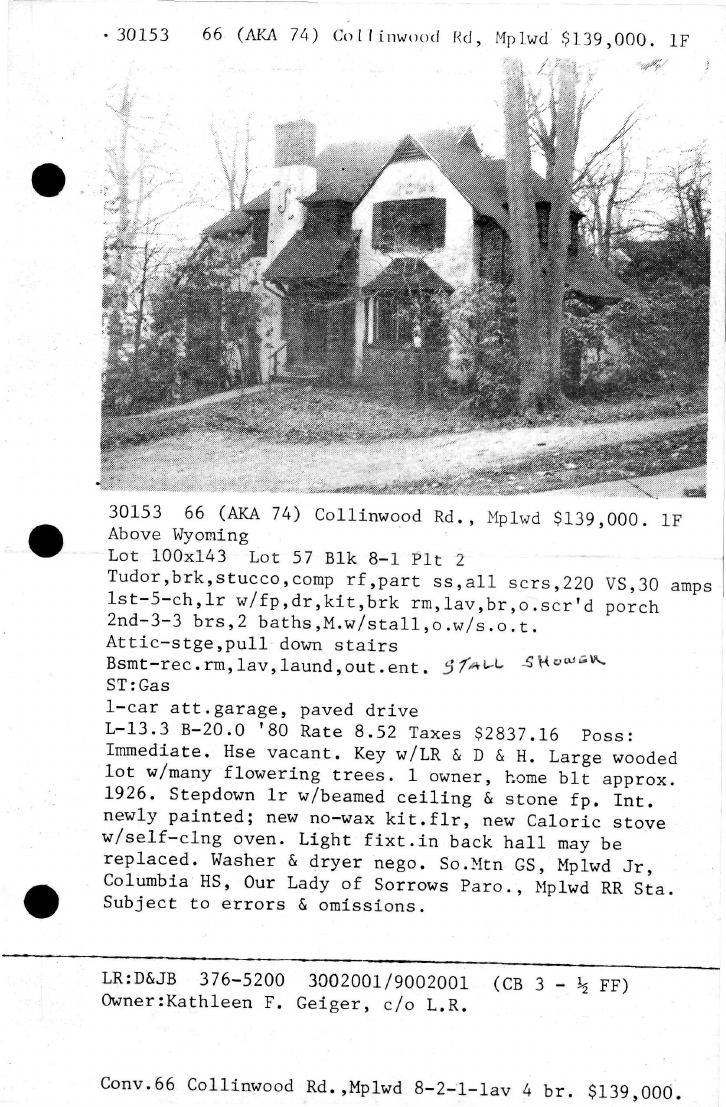 30153 66 (AKA 74) Collinwood Rd, Mplwd $139,000. 1F
30153 66 (AKA 74) Collinwood Rd., Mplwd $139,000. 1F
Above Wyoming
Lot 100x143 Lot 57 Blk 8-1 Plt 2
Tudor,brk,stucco,comp rf,part ss,all scrs,220 VS,30 amps
1st-5-ch,lr w/fp,dr,kit,brk rm,lav,br,o.scr'd porch
2nd-3-3 brs,2 baths,M.w/stall,o.w/s.o.t.
Attic-stge,pull down stairs
Bsmt-rec.rm,lav,laund,out.ent. STALL SHOWER
ST:Gas
1-car att.garage, paved drive
L-13.3 B-20.0 '80 Rate 8.52 Taxes $2837.16 Poss:
Immediate. Hse vacant. Key w/LR & D & H. Large wooded
lot w/many flowering trees. 1 owner, home blt approx.
1926. Stepdown lr w/beamed ceiling & stone fp. Int.
newly painted; new no-wax kit.flr, new Caloric stove
w/self-clng oven. Light fixt.in back hall may be
replaced. Washer & dryer nego. So.Mtn GS, Mplwd Jr,
Columbia HS, Our Lady of Sorrows Paro., Mplwd RR Sta.
Subject to errors & omissions.
LR:D&JB 376-5200 3002001/9002001 (CB 3 - ½ FF)
Owner:Kathleen F. Geiger, c/o L.R.
Conv.66 Collinwood Rd.,Mplwd 8-2-1-lav 4 br. $139,000.